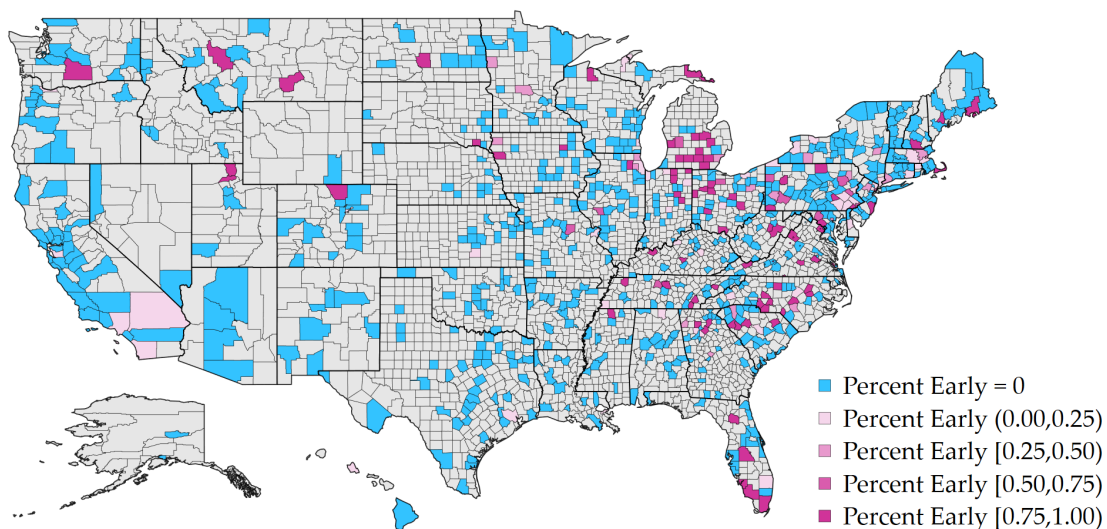 Percent Early = 0
Percent Early (0.00,0.25)
Percent Early [0.25,0.50)
Percent Early [0.50,0.75)
Percent Early [0.75,1.00)